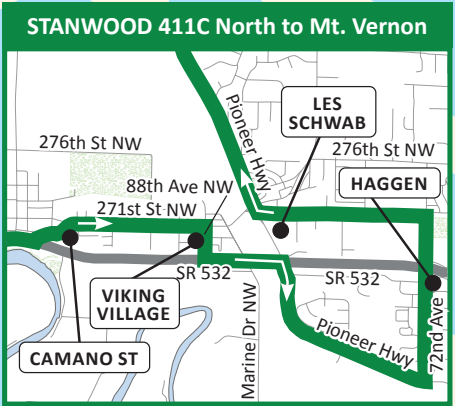 STANWOOD 411C North to Mt. Vernon
Pioneer Hwy
LES
SCHWAB
276th St NW
276th St NW
HAGGEN
88th Ave NW
271st St NW
SR 532
SR 532
VIKING
VILLAGE
CAMANO ST
Marine Dr NW
Pioneer Hwy
72nd Ave